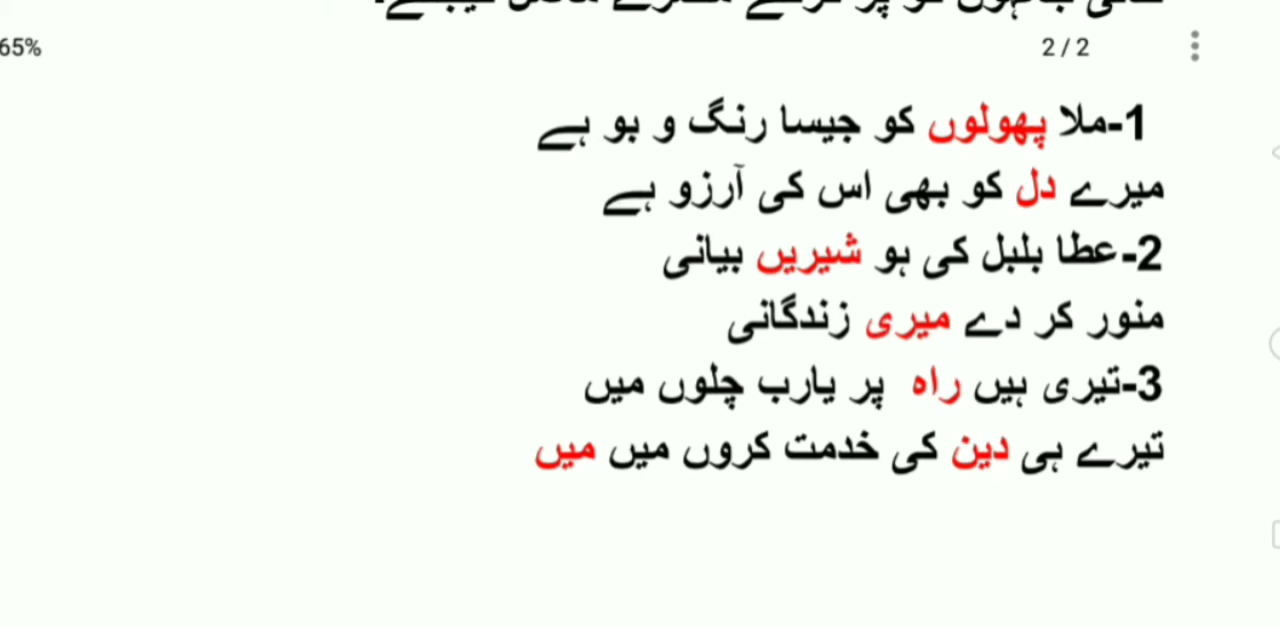 65%
2 / 2
1-ملا پھولوں کو جیسا رنگ و بو ہے
میرے دل کو بھی اس کی آرزو ہے
2-عطا بلبل کی ہو شیریں بیانی
منور کر دے میری زندگانی
3-تیری ہیں راہ پر یارب چلوں میں
تیرے ہی دین کی خدمت کروں میں میں